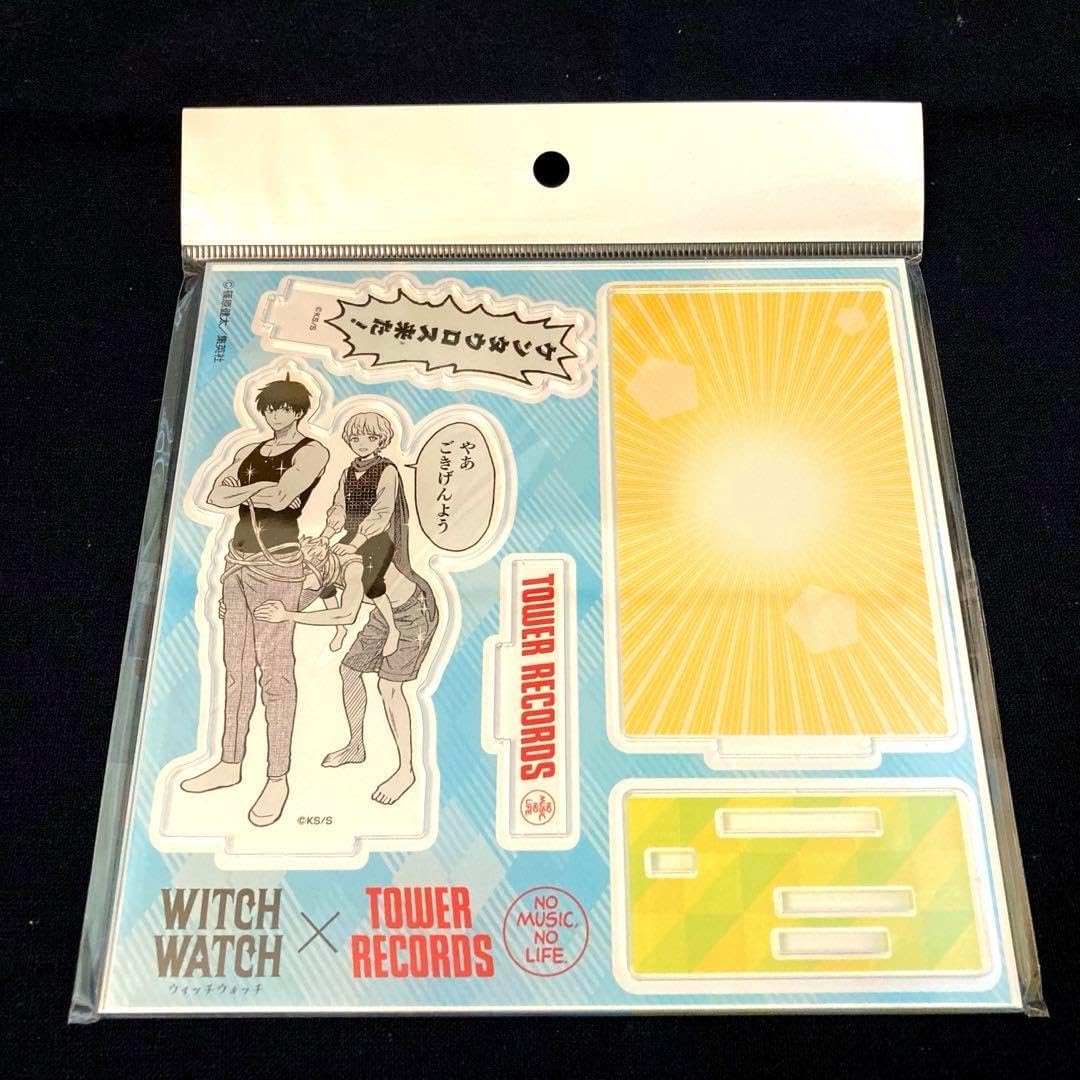 ©篠原健太／集英社
©KS/S
ケンタウロス来た!
やあ
ごきげんよう
TOWER RECORDS
NO
MUSIC,
NO
LIFE.
©KS/S
WITCH
WATCH
ウィッチウォッチ
×
TOWER
RECORDS
NO
MUSIC,
NO
LIFE.